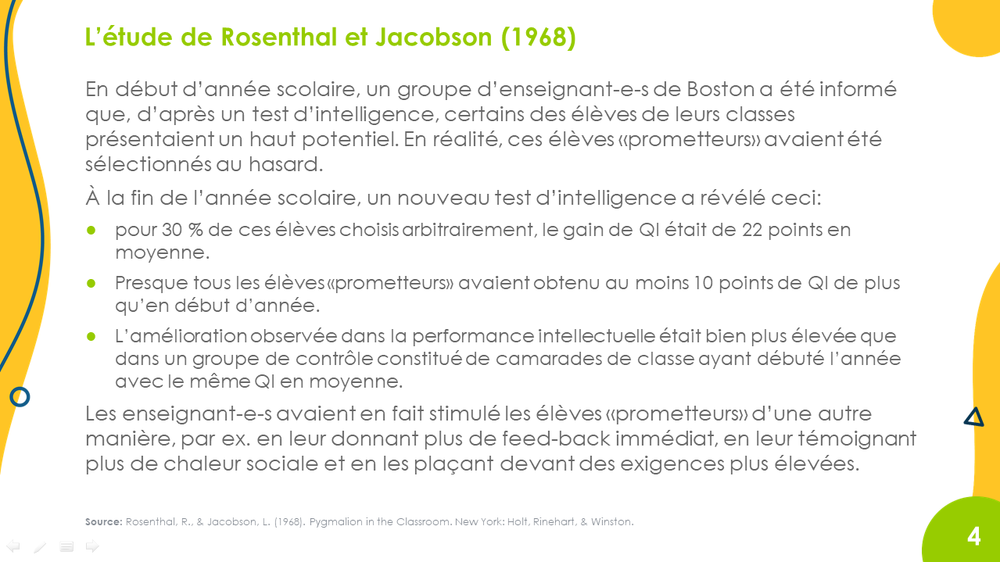 L’étude de Rosenthal et Jacobson (1968)
En début d’année scolaire, un groupe d’enseignant-e-s de Boston a été informé
que, d’après un test d’intelligence, certains des élèves de leurs classes
présentaient un haut potentiel. En réalité, ces élèves «prometteurs» avaient été
sélectionnés au hasard.
À la fin de l’année scolaire, un nouveau test d’intelligence a révélé ceci:
● pour 30 % de ces élèves choisis arbitrairement, le gain de QI était de 22 points en
moyenne.
● Presque tous les élèves «prometteurs» avaient obtenu au moins 10 points de QI de plus
qu’en début d’année.
● L’amélioration observée dans la performance intellectuelle était bien plus élevée que
dans un groupe de contrôle constitué de camarades de classe ayant débuté l’année
avec le même QI en moyenne.
Les enseignant-e-s avaient en fait stimulé les élèves «prometteurs» d’une autre
manière, par ex. en leur donnant plus de feed-back immédiat, en leur témoignant
plus de chaleur sociale et en les plaçant devant des exigences plus élevées.
Source: Rosenthal, R., & Jacobson, L. (1968). Pygmalion in the Classroom. New York: Holt, Rinehart, & Winston.
4